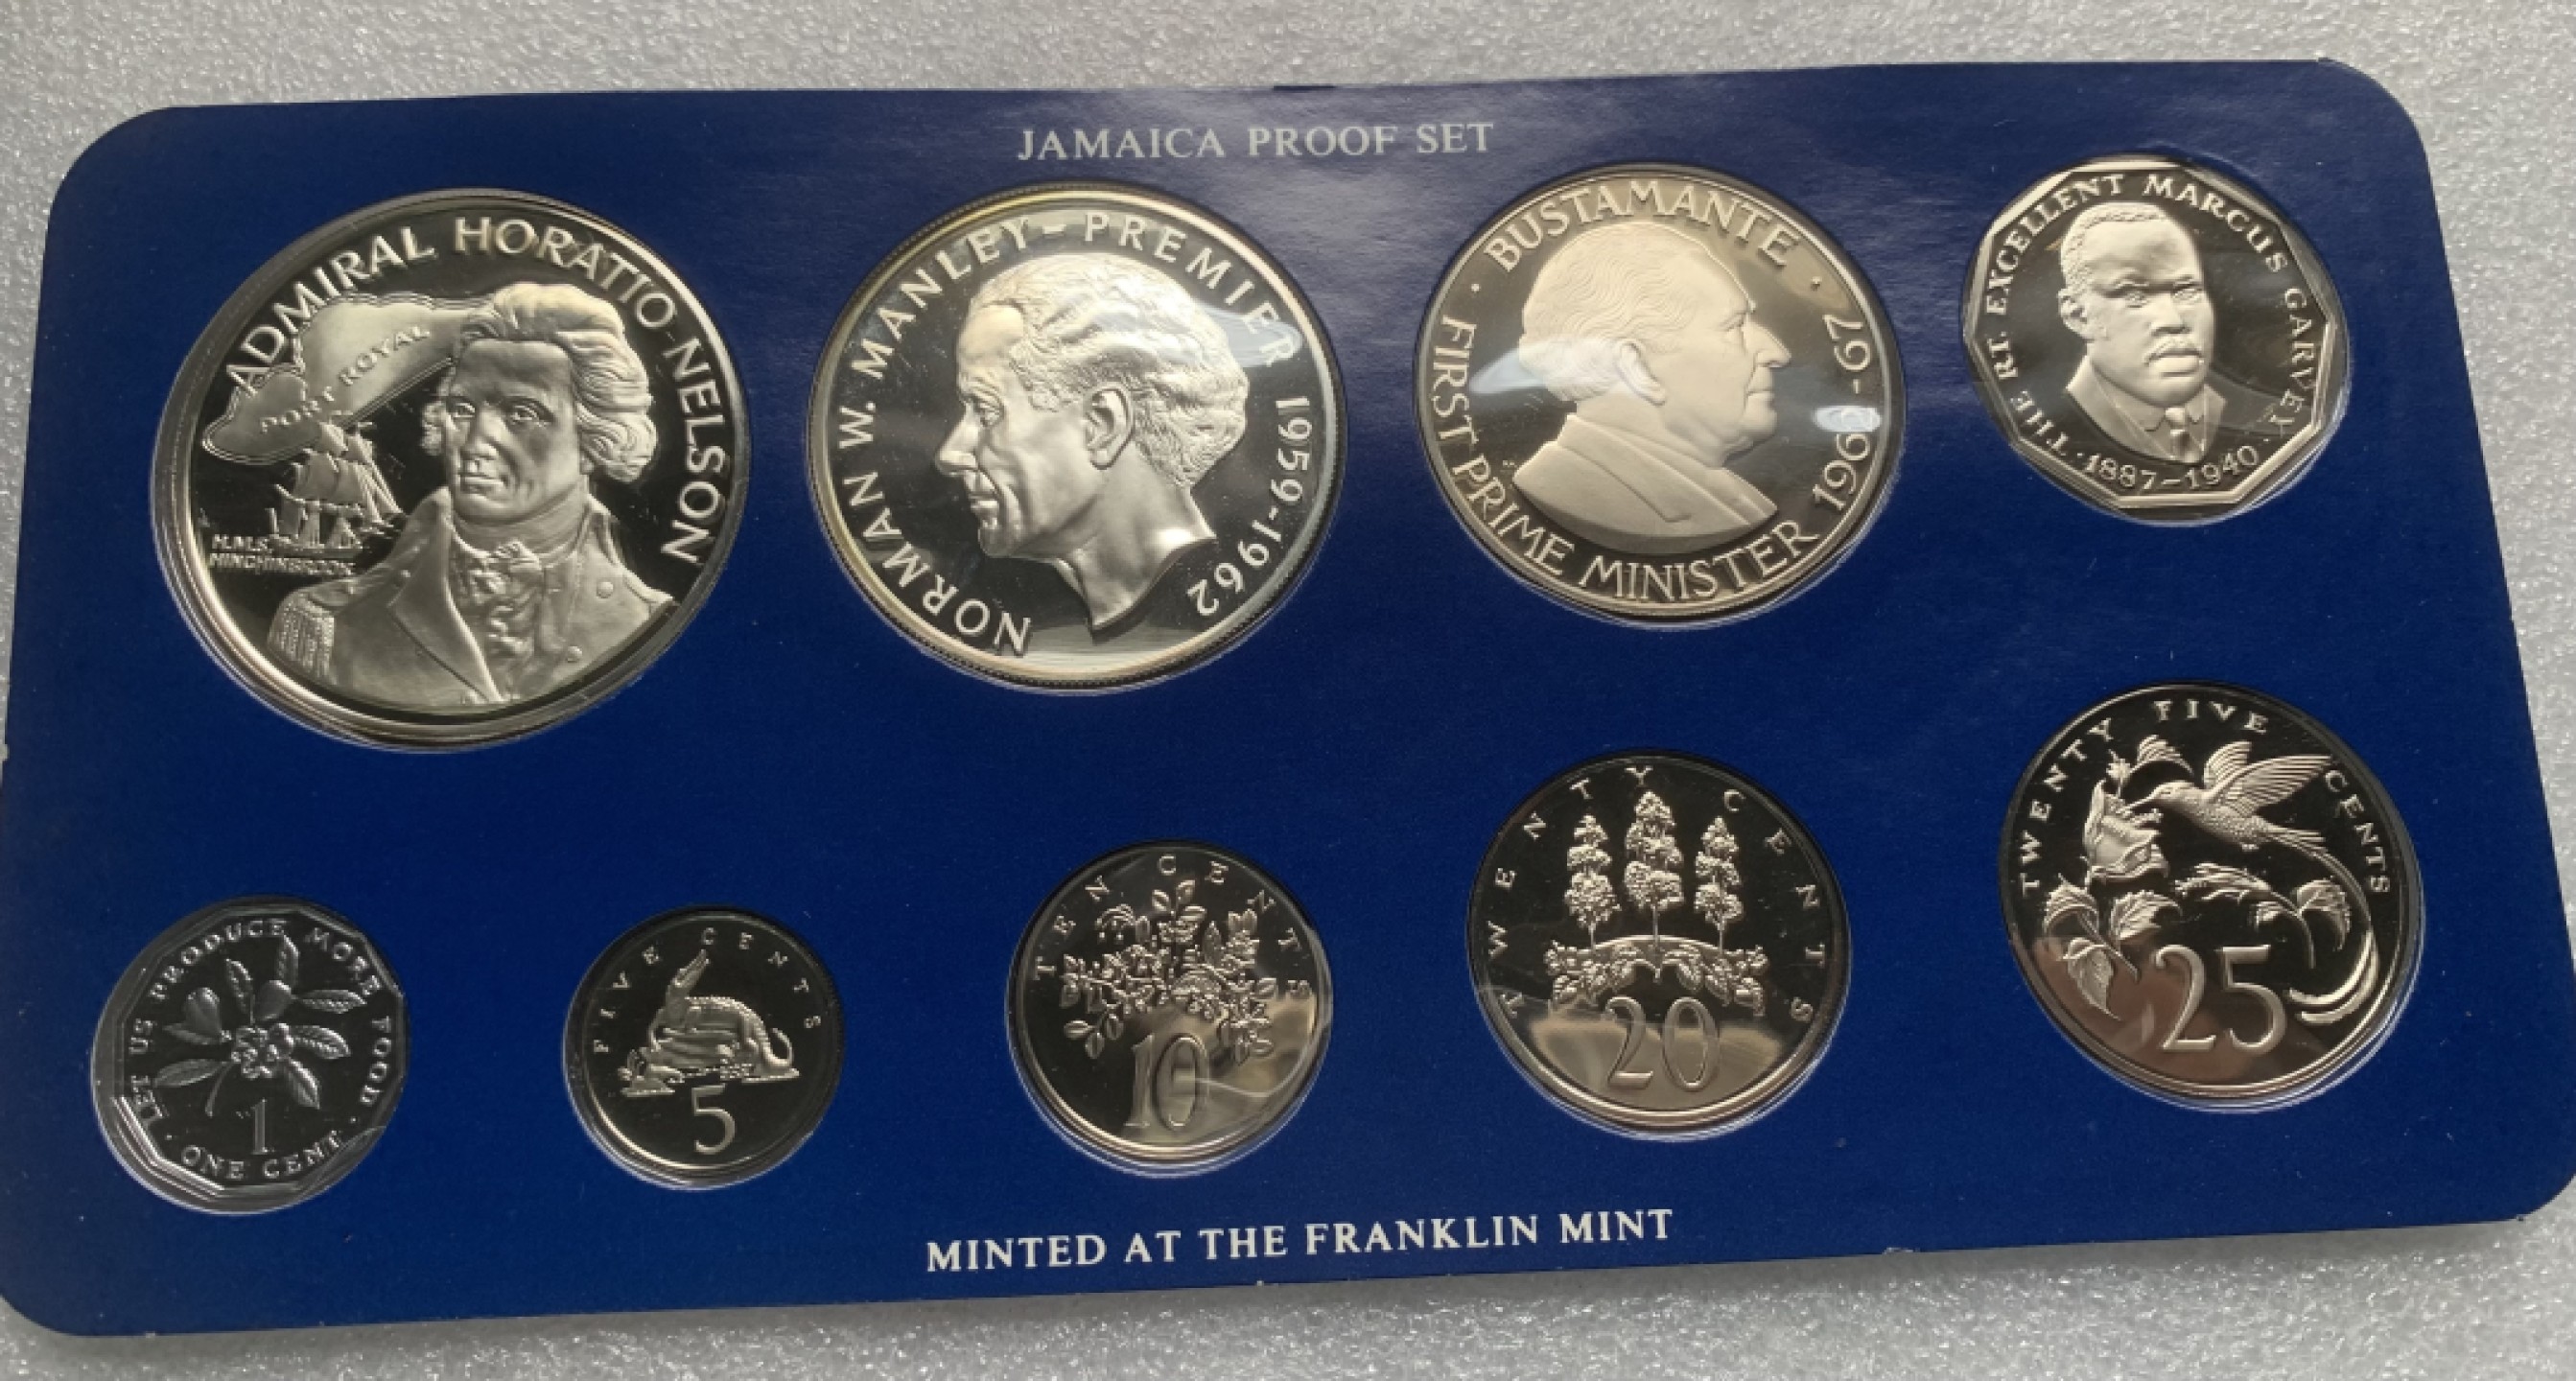 JAMAICA PROOF SET
ADMIRAL HORATIO NELSON
PORT ROYAL
H.M.S.
HINCHINBROOK
NORMAN W. MANLEY-PREMIER 1959-1962
· BUSTAMANTE ·
FIRST PRIME MINISTER 1962-67
THE RT. EXCELLENT MARCUS GARVEY
· 1887-1940 ·
LET US PRODUCE MORE FOOD
1
· ONE CENT ·
FIVE CENTS
5
TEN CENTS
10
TWENTY CENTS
20
TWENTY FIVE CENTS
25
MINTED AT THE FRANKLIN MINT